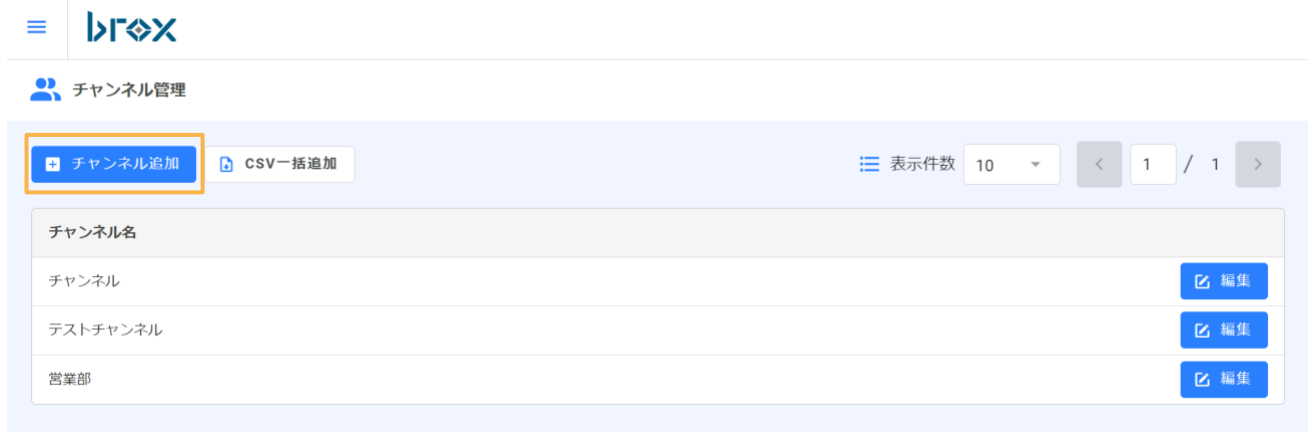 brox
チャンネル管理
チャンネル追加 CSV一括追加 表示件数 10 1 / 1
チャンネル名
チャンネル 編集
テストチャンネル 編集
営業部 編集